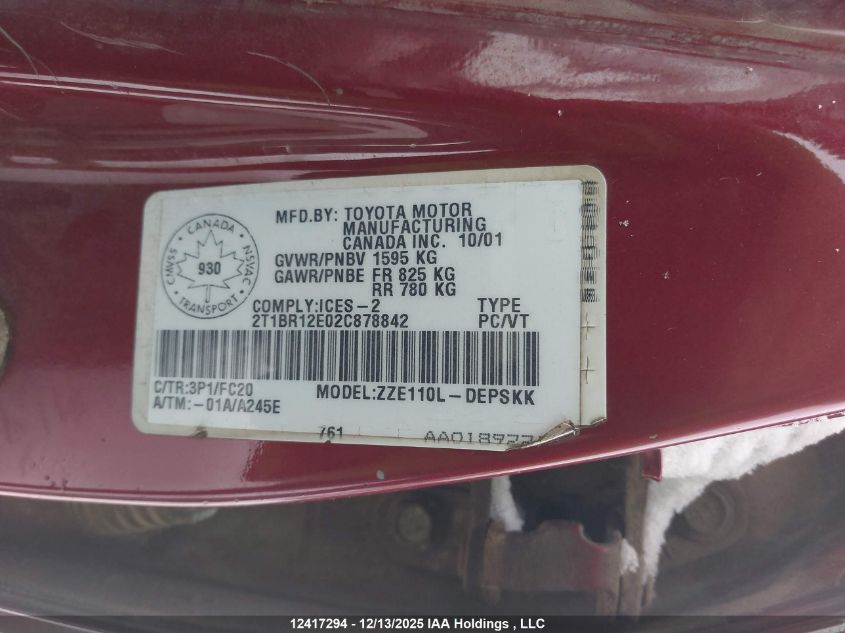 MFD.BY: TOYOTA MOTOR
MANUFACTURING
CANADA INC. 10/01
GVWR/PNBV 1595 KG
GAWR/PNBE FR 825 KG
RR 780 KG
CANADA
CMVSS 930 NSVAC
TRANSPORT
COMPLY:ICES-2 TYPE
2T1BR12E02C878842 PC/VT
C/TR:3P1/FC20 MODEL:ZZE110L-DEPSKK
A/TM:-01A/A245E
761
12417294 - 12/13/2025 IAA Holdings , LLC